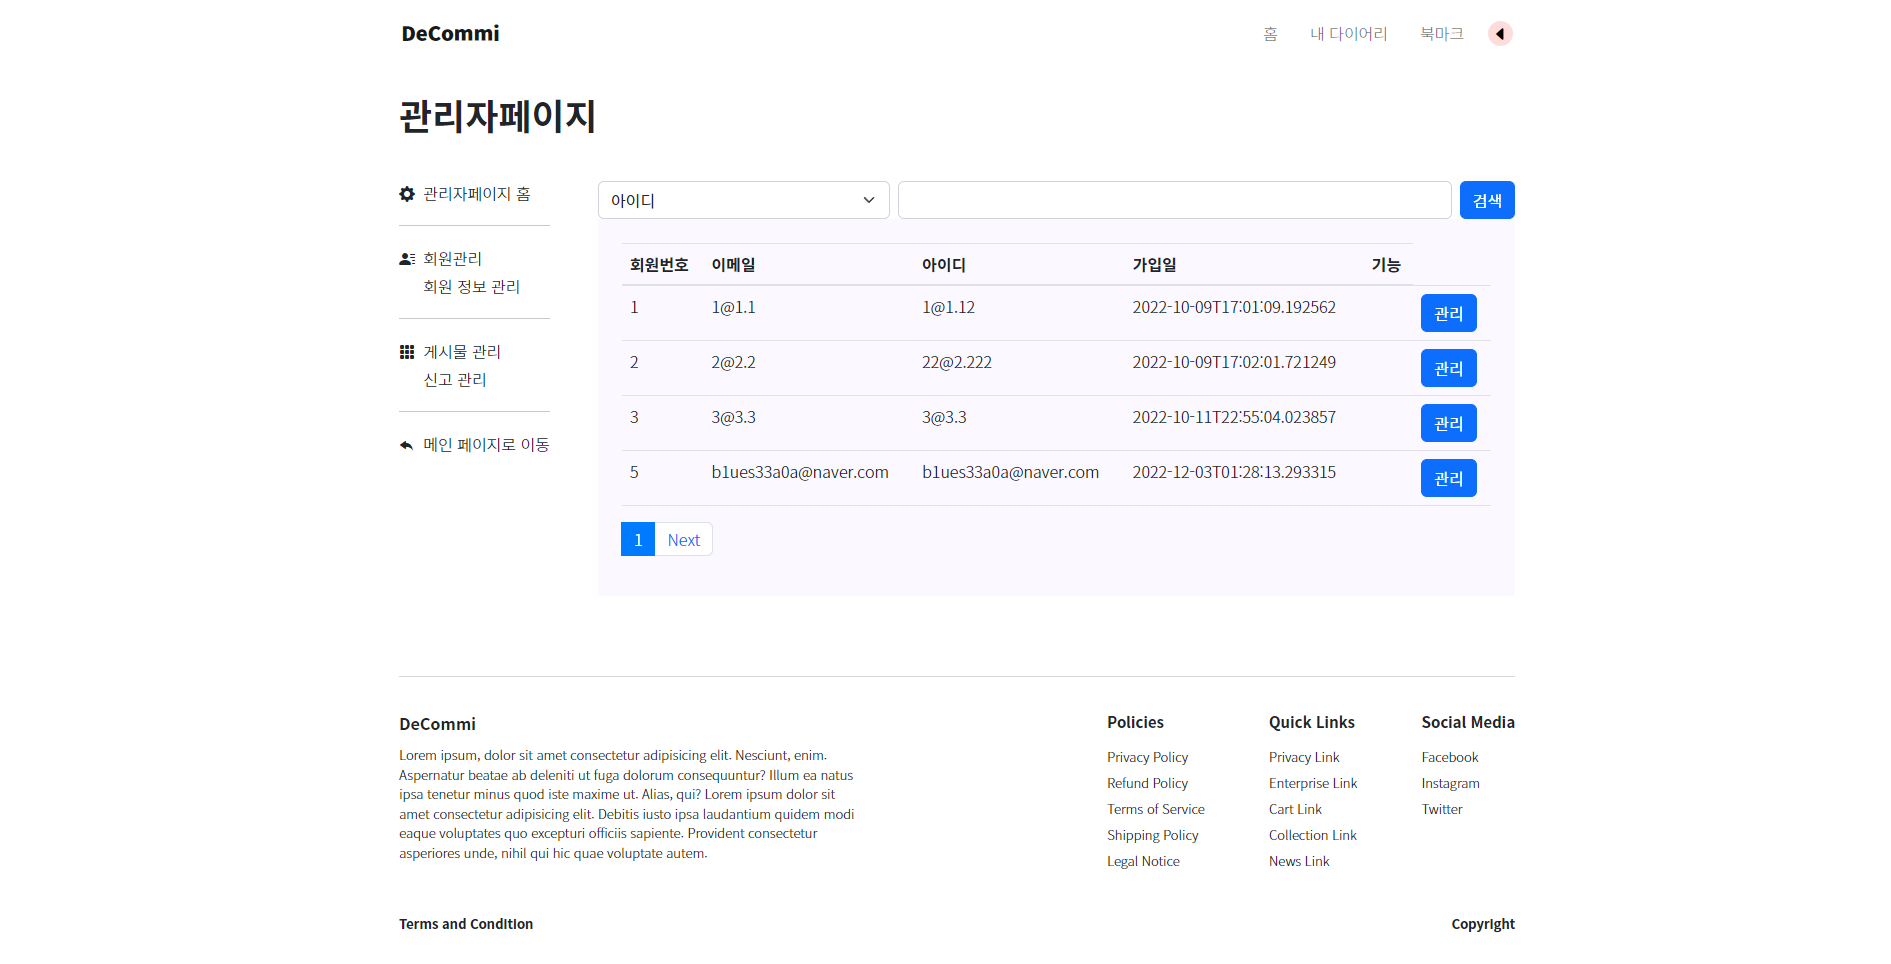 DeCommi
홈 내 다이어리 북마크
관리자페이지
관리자페이지 홈
회원관리
회원 정보 관리
게시물 관리
신고 관리
메인 페이지로 이동
아이디 검색
회원번호 이메일 아이디 가입일 기능
1 1@1.1 1@1.12 2022-10-09T17:01:09.192562 관리
2 2@2.2 22@2.222 2022-10-09T17:02:01.721249 관리
3 3@3.3 3@3.3 2022-10-11T22:55:04.023857 관리
5 b1ues33a0a@naver.com b1ues33a0a@naver.com 2022-12-03T01:28:13.293315 관리
1 Next
DeCommi
Lorem ipsum, dolor sit amet consectetur adipisicing elit. Nesciunt, enim.
Aspernatur beatae ab deleniti ut fuga dolorum consequuntur? Illum ea natus
ipsa tenetur minus quod iste maxime ut. Alias, qui? Lorem ipsum dolor sit
amet consectetur adipisicing elit. Debitis iusto ipsa laudantium quidem modi
eaque voluptates quo excepturi officiis sapiente. Provident consectetur
asperiores unde, nihil qui hic quae voluptate autem.
Policies
Privacy Policy
Refund Policy
Terms of Service
Shipping Policy
Legal Notice
Quick Links
Privacy Link
Enterprise Link
Cart Link
Collection Link
News Link
Social Media
Facebook
Instagram
Twitter
Terms and Condition
Copyright